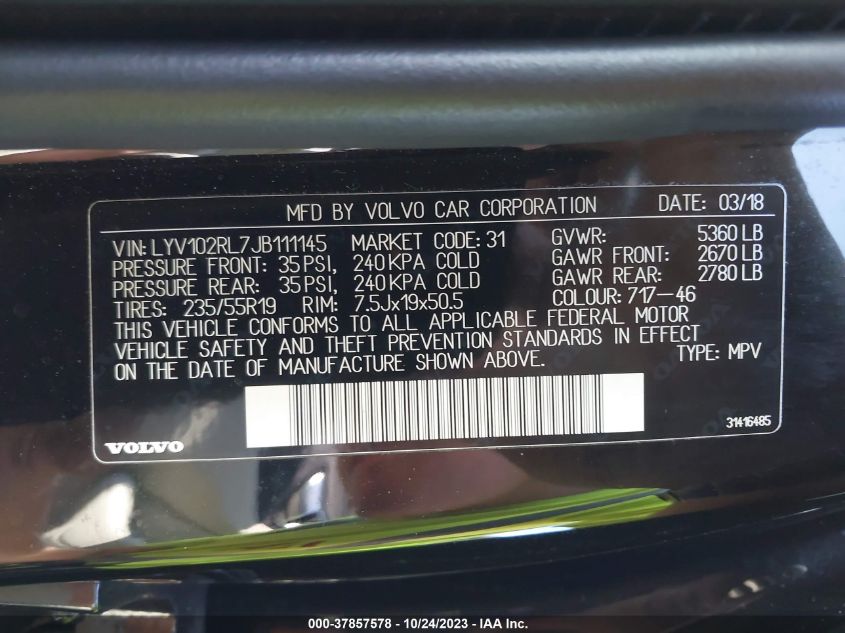 MFD BY VOLVO CAR CORPORATION DATE: 03/18
VIN: LYV102RL7JB111145 MARKET CODE: 31 GVWR: 5360 LB
PRESSURE FRONT: 35 PSI, 240 KPA COLD GAWR FRONT: 2670 LB
PRESSURE REAR: 35 PSI, 240 KPA COLD GAWR REAR: 2780 LB
TIRES: 235/55R19 RIM: 7.5Jx19x50.5 COLOUR: 717-46
THIS VEHICLE CONFORMS TO ALL APPLICABLE FEDERAL MOTOR
VEHICLE SAFETY AND THEFT PREVENTION STANDARDS IN EFFECT
ON THE DATE OF MANUFACTURE SHOWN ABOVE. TYPE: MPV
VOLVO 31416485
000-37857578 - 10/24/2023 - IAA Inc.